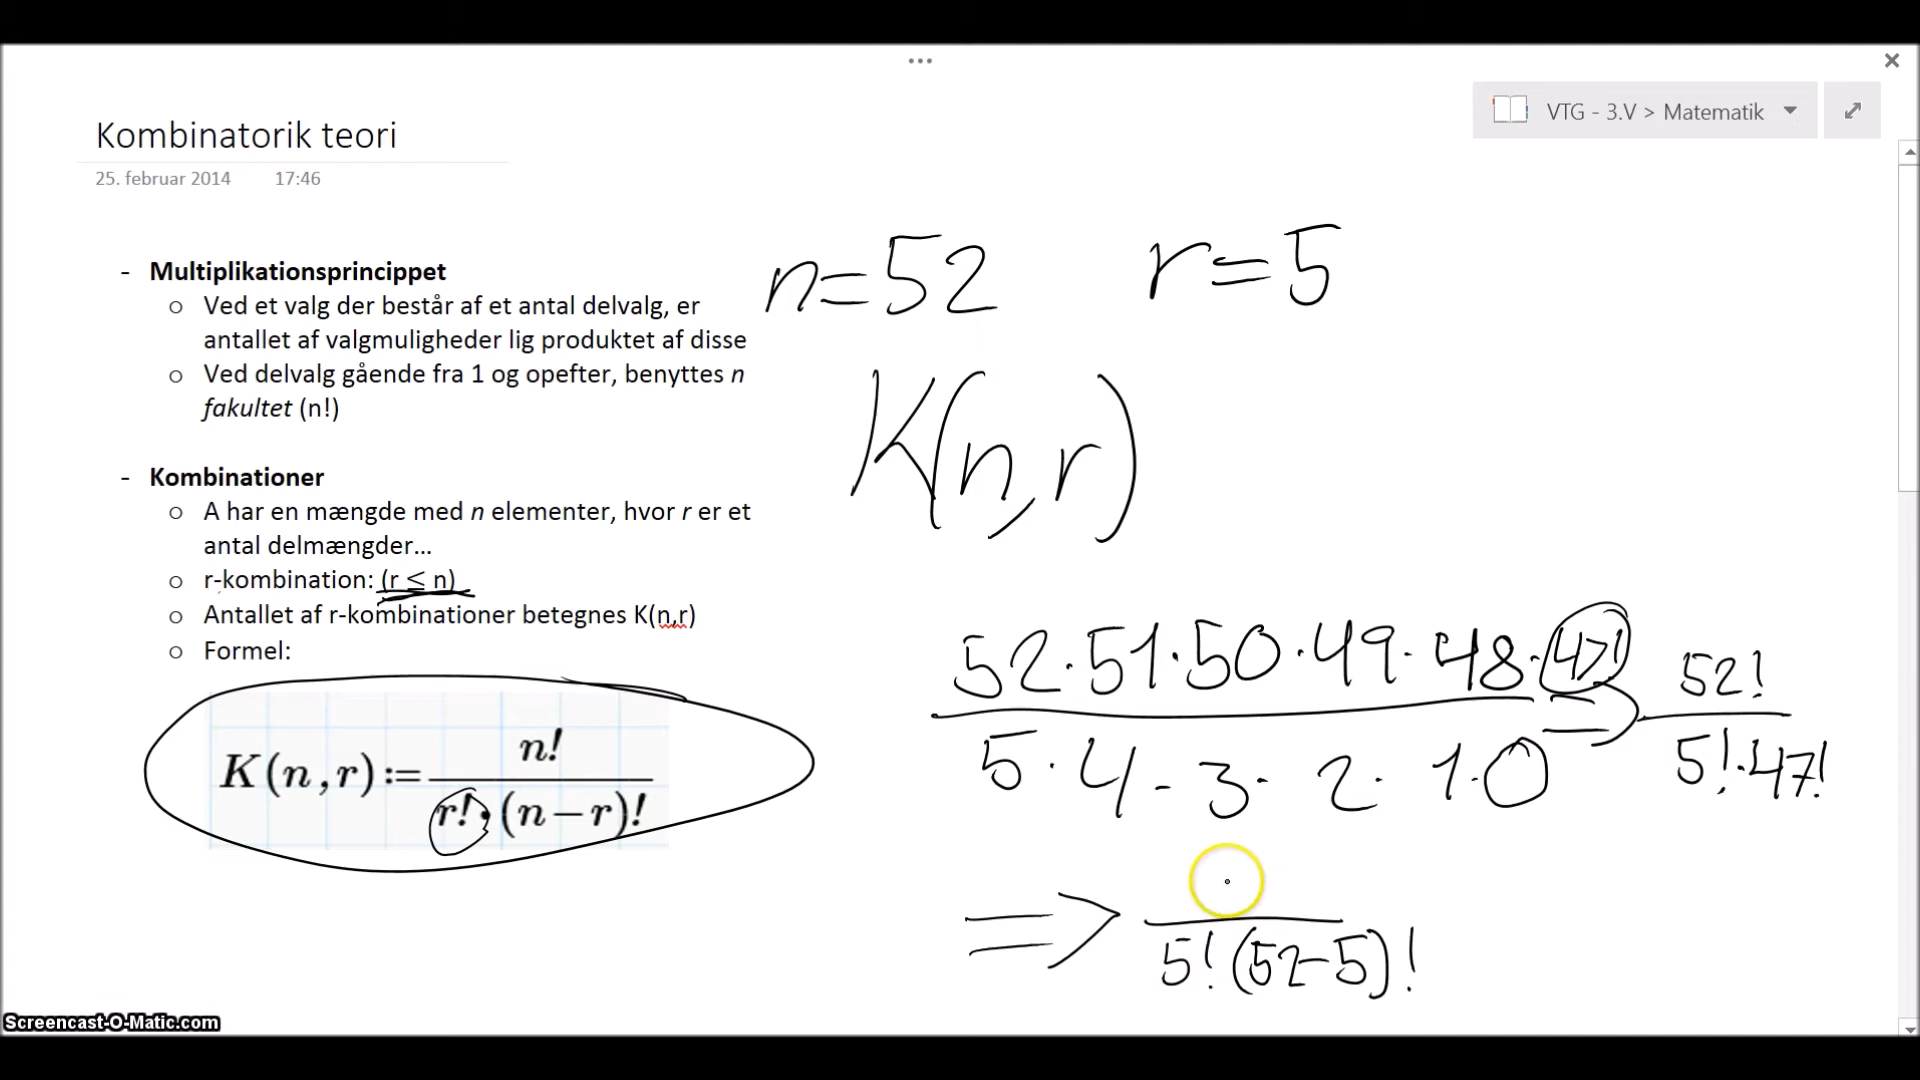 VTG - 3.V > Matematik
Kombinatorik teori
25. februar 2014 17:46
- Multiplikationsprincippet
o Ved et valg der består af et antal delvalg, er
antallet af valgmuligheder lig produktet af disse
o Ved delvalg gående fra 1 og opefter, benyttes n
fakultet (n!)
- Kombinationer
o A har en mængde med n elementer, hvor r er et
antal delmængder...
o r-kombination: (r ≤ n)
o Antallet af r-kombinationer betegnes K(n,r)
o Formel:
K(n,r):= n! / r!·(n-r)!
n=52 r=5
K(n,r)
52·51·50·49·48·47! 52!
5·4·3·2·1·0 => 5!·47!
=> 5!(52-5)!
Screencast-O-Matic.com